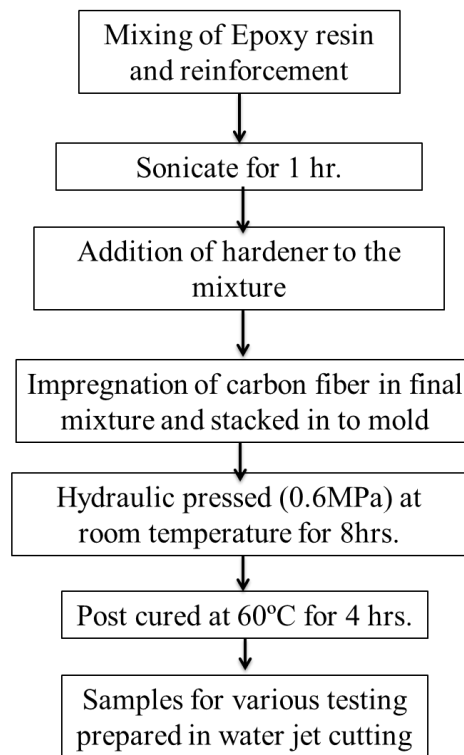 Mixing of Epoxy resin
and reinforcement
Sonicate for 1 hr.
Addition of hardener to the
mixture
Impregnation of carbon fiber in final
mixture and stacked in to mold
Hydraulic pressed (0.6MPa) at
room temperature for 8hrs.
Post cured at 60ºC for 4 hrs.
Samples for various testing
prepared in water jet cutting